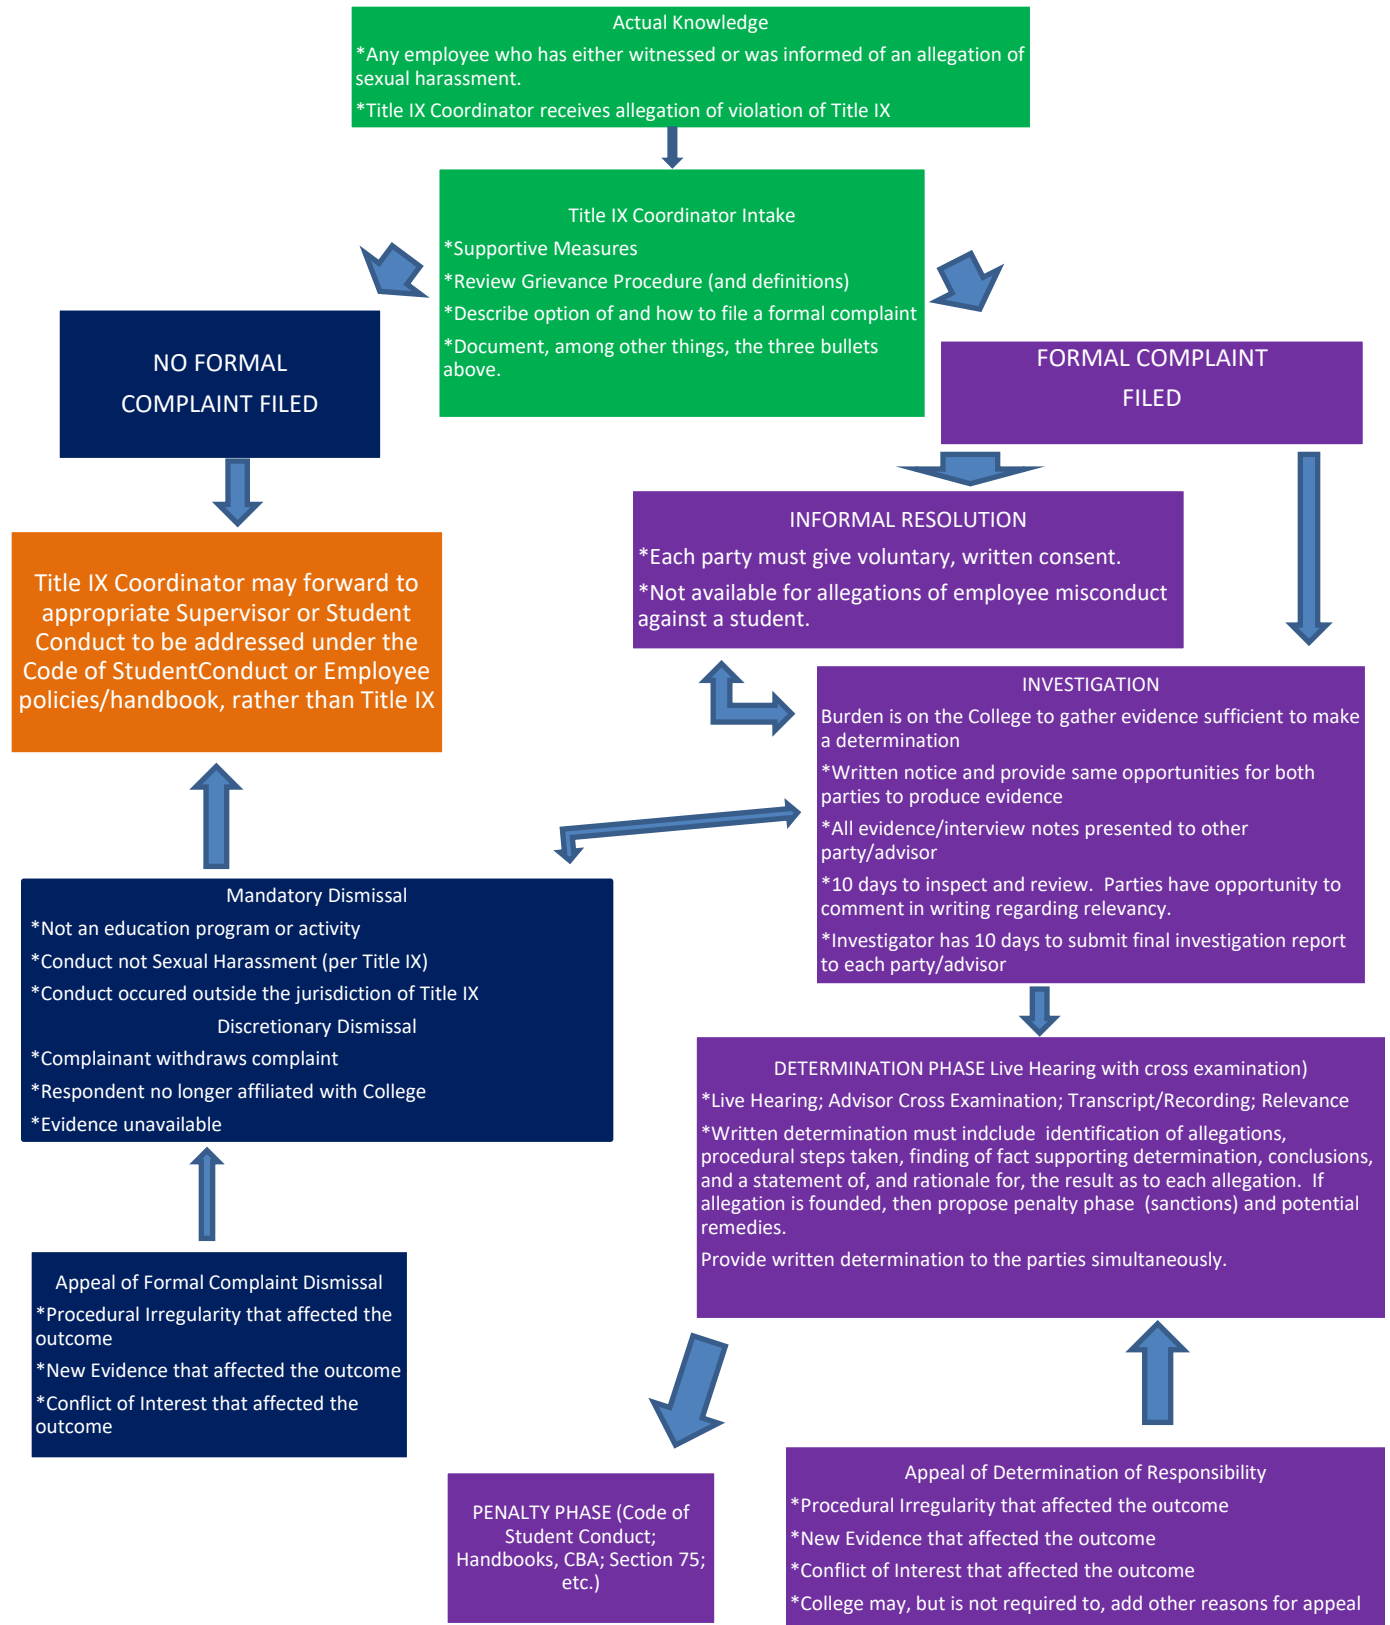 Actual Knowledge
*Any employee who has either witnessed or was informed of an allegation of
sexual harassment.
*Title IX Coordinator receives allegation of violation of Title IX
Title IX Coordinator Intake
*Supportive Measures
*Review Grievance Procedure (and definitions)
*Describe option of and how to file a formal complaint
*Document, among other things, the three bullets
above.
NO FORMAL
COMPLAINT FILED
FORMAL COMPLAINT
FILED
INFORMAL RESOLUTION
*Each party must give voluntary, written consent.
*Not available for allegations of employee misconduct
against a student.
Title IX Coordinator may forward to
appropriate Supervisor or Student
Conduct to be addressed under the
Code of StudentConduct or Employee
policies/handbook, rather than Title IX
INVESTIGATION
Burden is on the College to gather evidence sufficient to make
a determination
*Written notice and provide same opportunities for both
parties to produce evidence
*All evidence/interview notes presented to other
party/advisor
*10 days to inspect and review.  Parties have opportunity to
comment in writing regarding relevancy.
*Investigator has 10 days to submit final investigation report
to each party/advisor
Mandatory Dismissal
*Not an education program or activity
*Conduct not Sexual Harassment (per Title IX)
*Conduct occured outside the jurisdiction of Title IX
Discretionary Dismissal
*Complainant withdraws complaint
*Respondent no longer affiliated with College
*Evidence unavailable
DETERMINATION PHASE Live Hearing with cross examination)
*Live Hearing; Advisor Cross Examination; Transcript/Recording; Relevance
*Written determination must indclude  identification of allegations,
procedural steps taken, finding of fact supporting determination, conclusions,
and a statement of, and rationale for, the result as to each allegation.  If
allegation is founded, then propose penalty phase  (sanctions) and potential
remedies.
Provide written determination to the parties simultaneously.
Appeal of Formal Complaint Dismissal
*Procedural Irregularity that affected the
outcome
*New Evidence that affected the outcome
*Conflict of Interest that affected the
outcome
PENALTY PHASE (Code of
Student Conduct;
Handbooks, CBA; Section 75;
etc.)
Appeal of Determination of Responsibility
*Procedural Irregularity that affected the outcome
*New Evidence that affected the outcome
*Conflict of Interest that affected the outcome
*College may, but is not required to, add other reasons for appeal